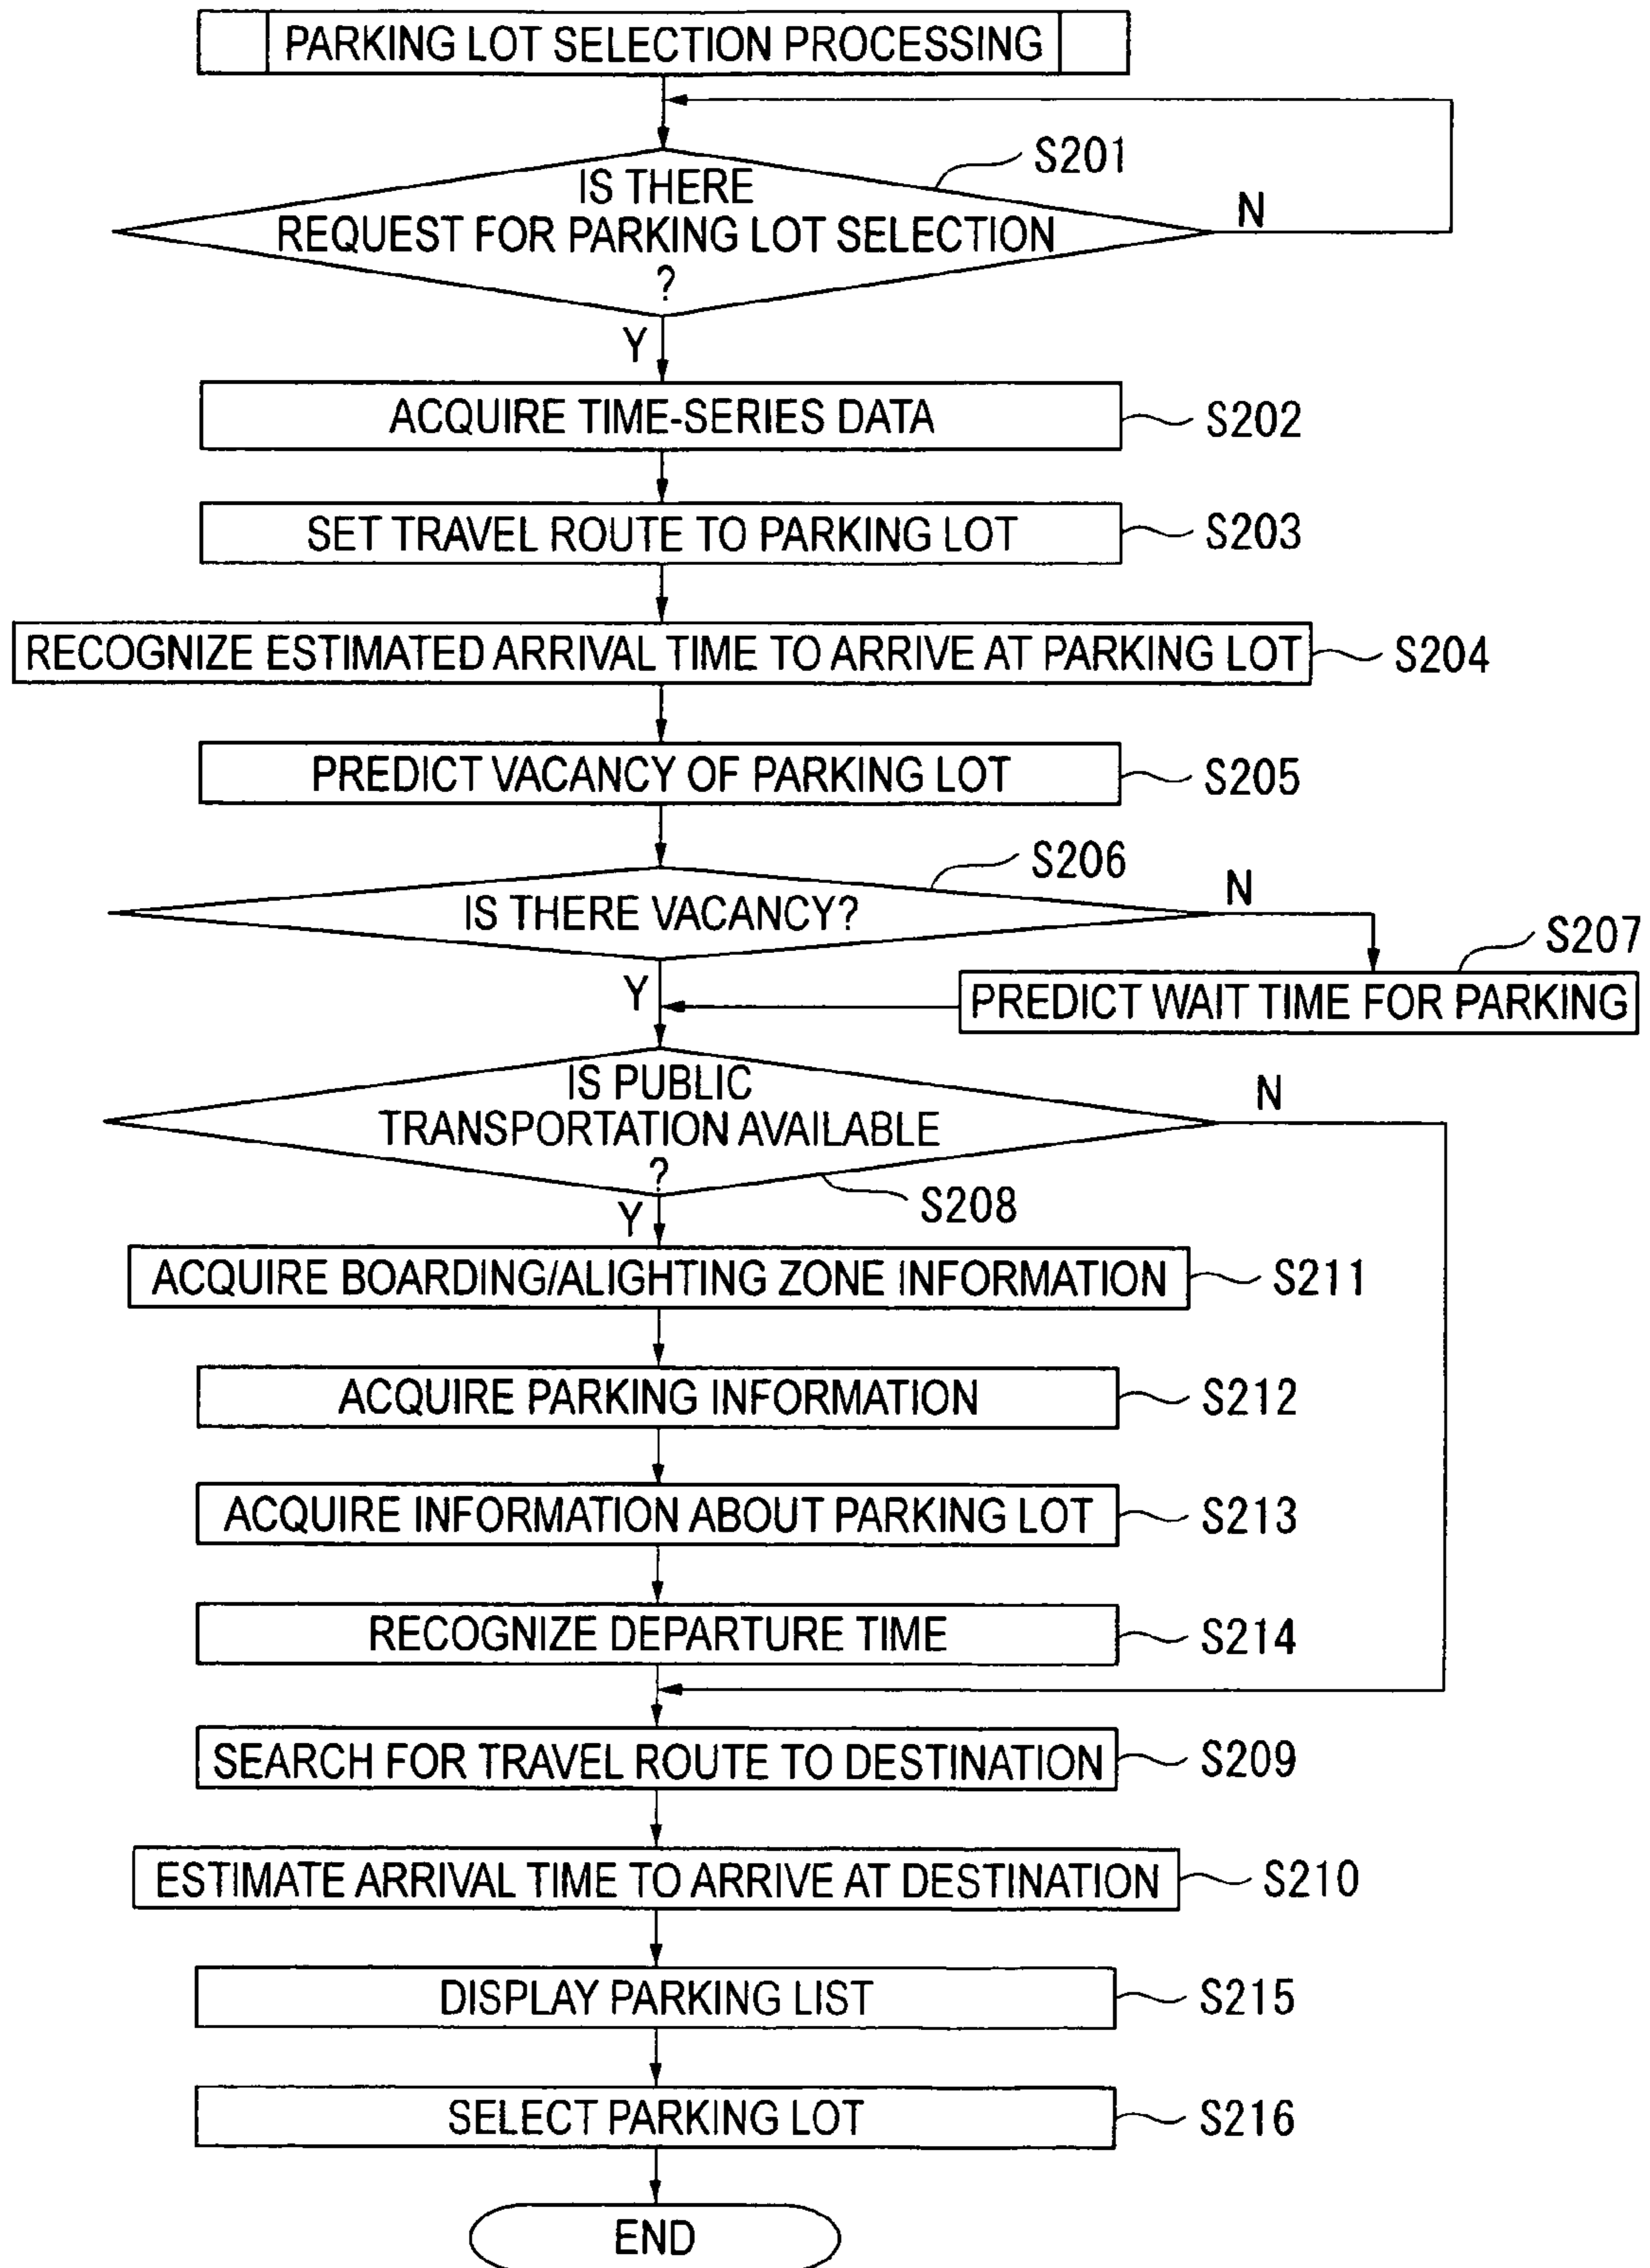 PARKING LOT SELECTION PROCESSING
S201
IS THERE
REQUEST FOR PARKING LOT SELECTION
?
N
Y
ACQUIRE TIME-SERIES DATA
S202
SET TRAVEL ROUTE TO PARKING LOT
S203
RECOGNIZE ESTIMATED ARRIVAL TIME TO ARRIVE AT PARKING LOT
S204
PREDICT VACANCY OF PARKING LOT
S205
S206
IS THERE VACANCY?
N
S207
Y
PREDICT WAIT TIME FOR PARKING
IS PUBLIC
TRANSPORTATION AVAILABLE
?
N
S208
Y
ACQUIRE BOARDING/ALIGHTING ZONE INFORMATION
S211
ACQUIRE PARKING INFORMATION
S212
ACQUIRE INFORMATION ABOUT PARKING LOT
S213
RECOGNIZE DEPARTURE TIME
S214
SEARCH FOR TRAVEL ROUTE TO DESTINATION
S209
ESTIMATE ARRIVAL TIME TO ARRIVE AT DESTINATION
S210
DISPLAY PARKING LIST
S215
SELECT PARKING LOT
S216
END